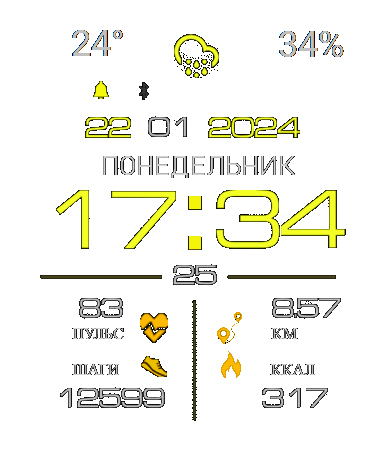 24° 34%
22 01 2024
ПОНЕДЕЛЬНИК
17:34
25
83 8.57
ПУЛЬС КМ
ШАГИ ККАЛ
12599 317